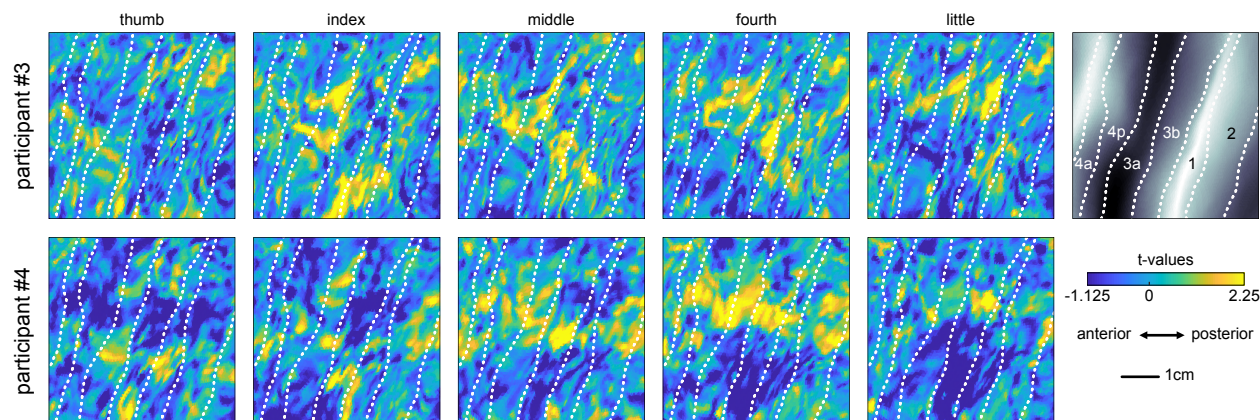 thumb index middle fourth little
participant #3
4a 4p 3a 3b 1 2
participant #4
t-values
-1.125 0 2.25
anterior posterior
1cm